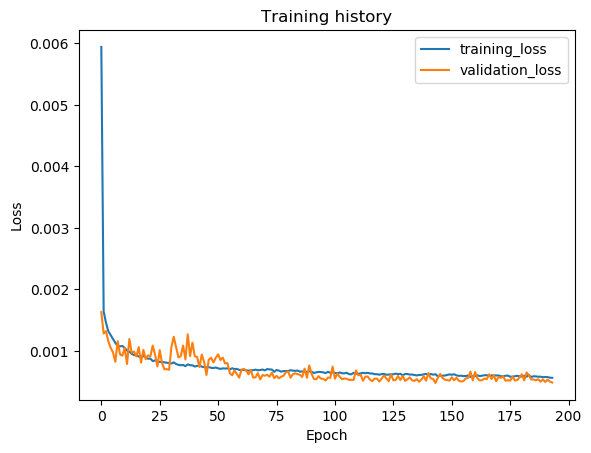 Training history
training_loss
validation_loss
0.006
0.005
0.004
0.003
0.002
0.001
Loss
0 25 50 75 100 125 150 175 200
Epoch